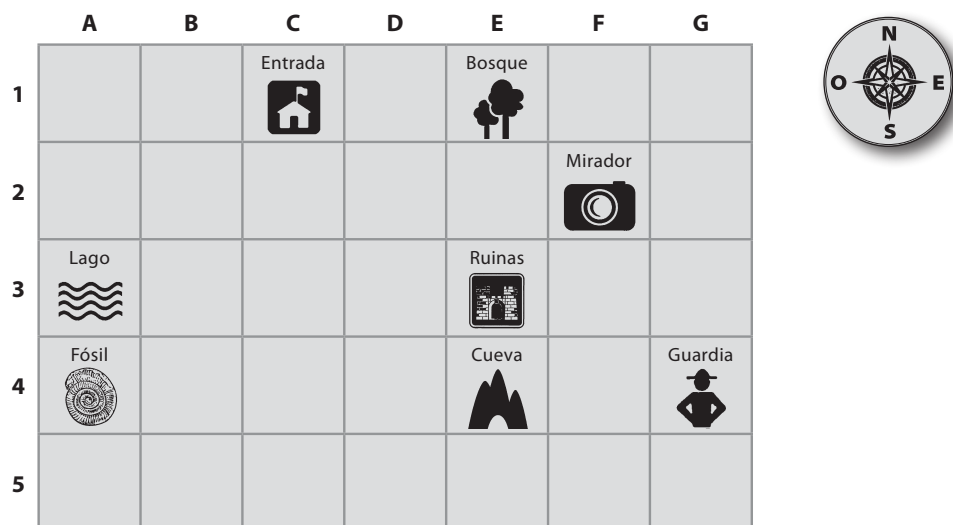 A B C D E F G
N
Entrada Bosque
1
O E
S
Mirador
2
Lago Ruinas
3
Fósil Cueva Guardia
4
5